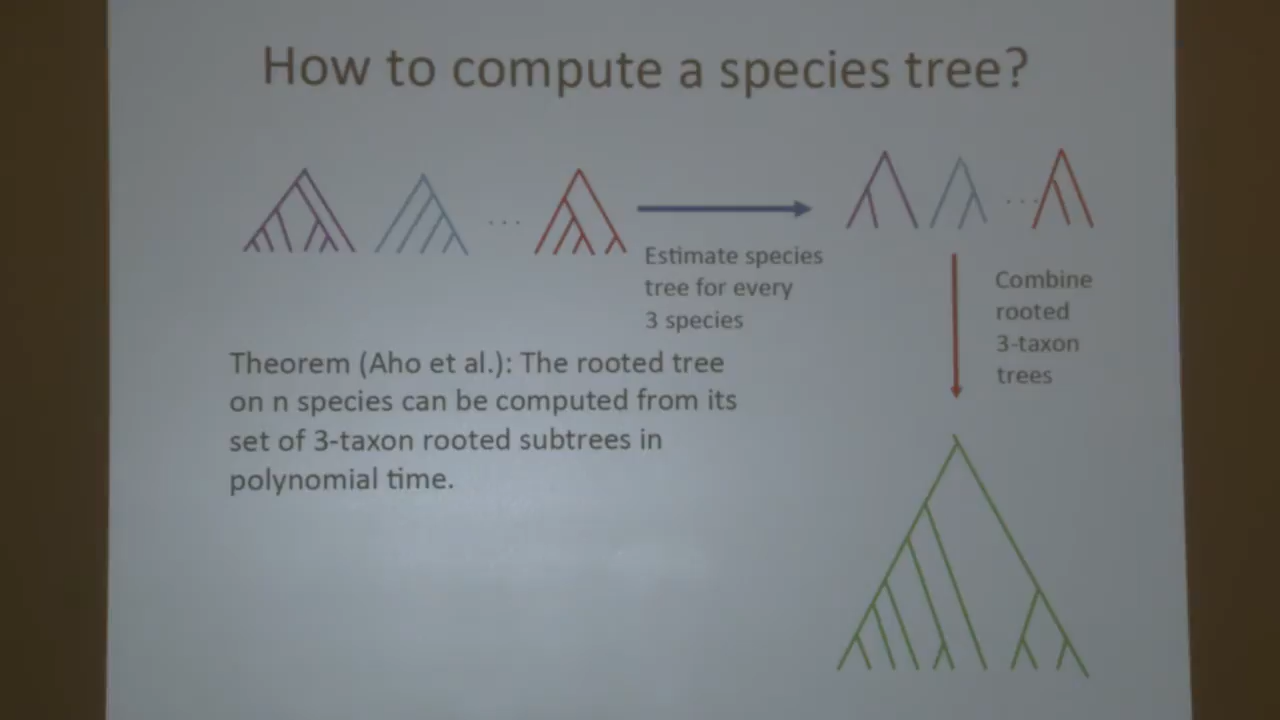 How to compute a species tree?
...
...
Estimate species
tree for every
3 species
Combine
rooted
3-taxon
trees
Theorem (Aho et al.): The rooted tree
on n species can be computed from its
set of 3-taxon rooted subtrees in
polynomial time.